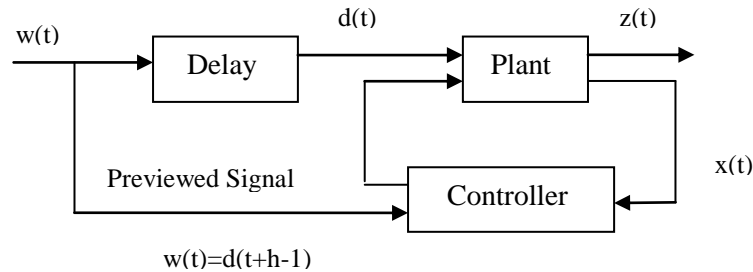 w(t)
d(t)
z(t)
Delay
Plant
Previewed Signal
Controller
x(t)
w(t)=d(t+h-1)